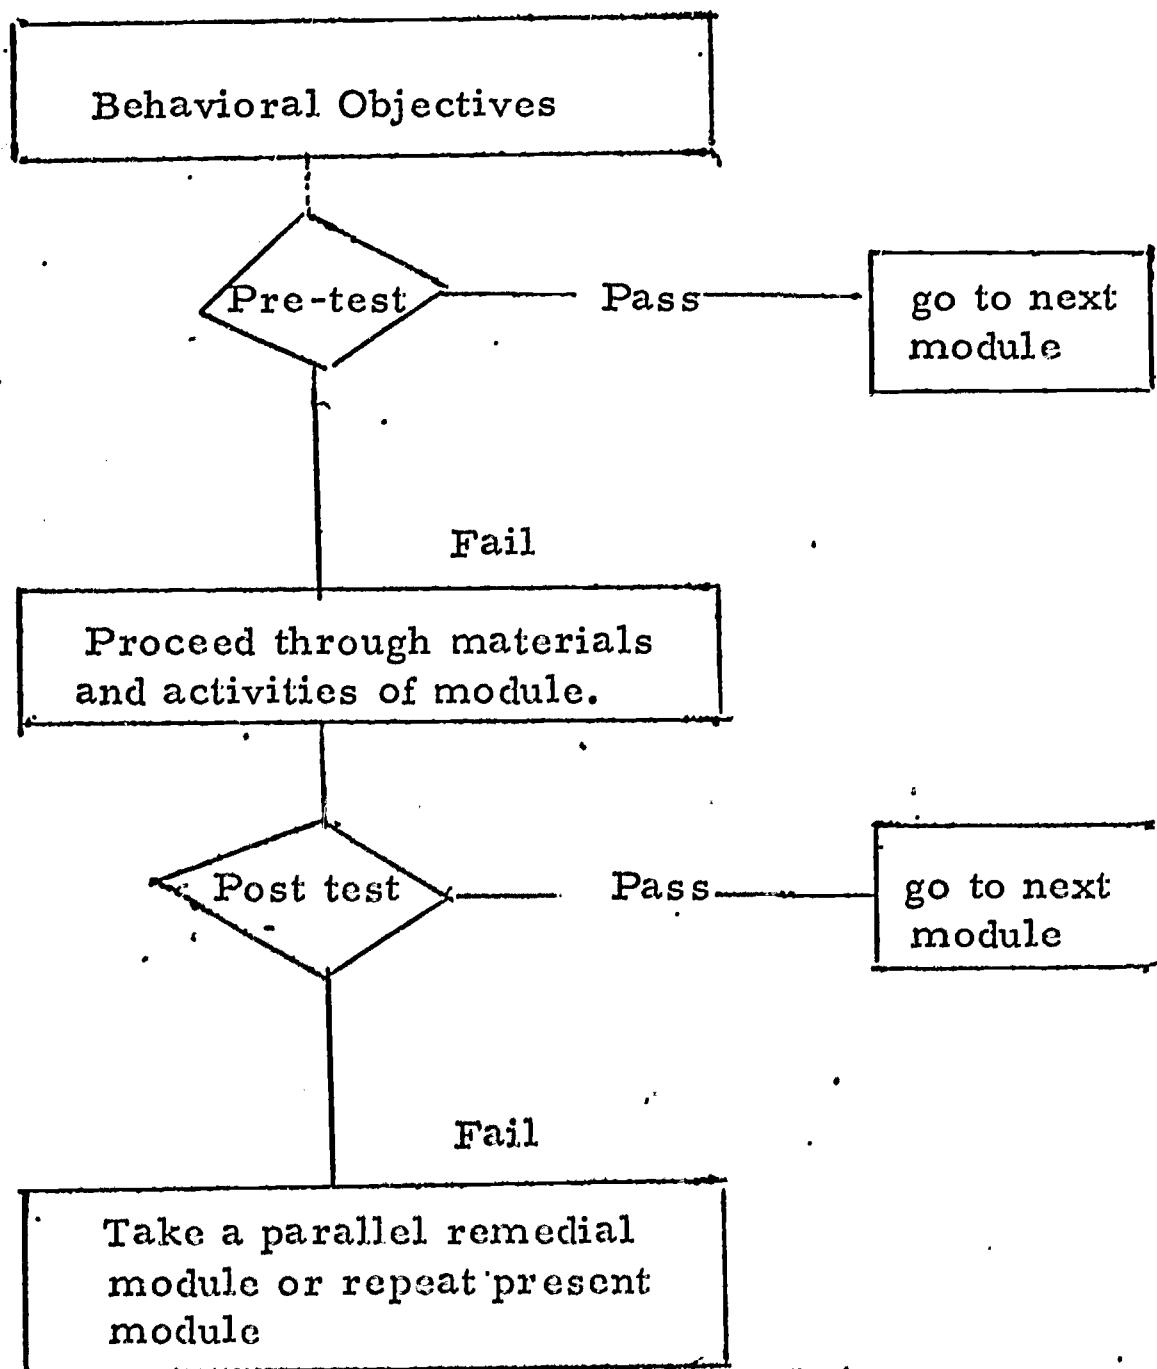 Behavioral Objectives
Pre-test
Pass
go to next
module
Fail
Proceed through materials
and activities of module.
Post test
Pass
go to next
module
Fail
Take a parallel remedial
module or repeat present
module